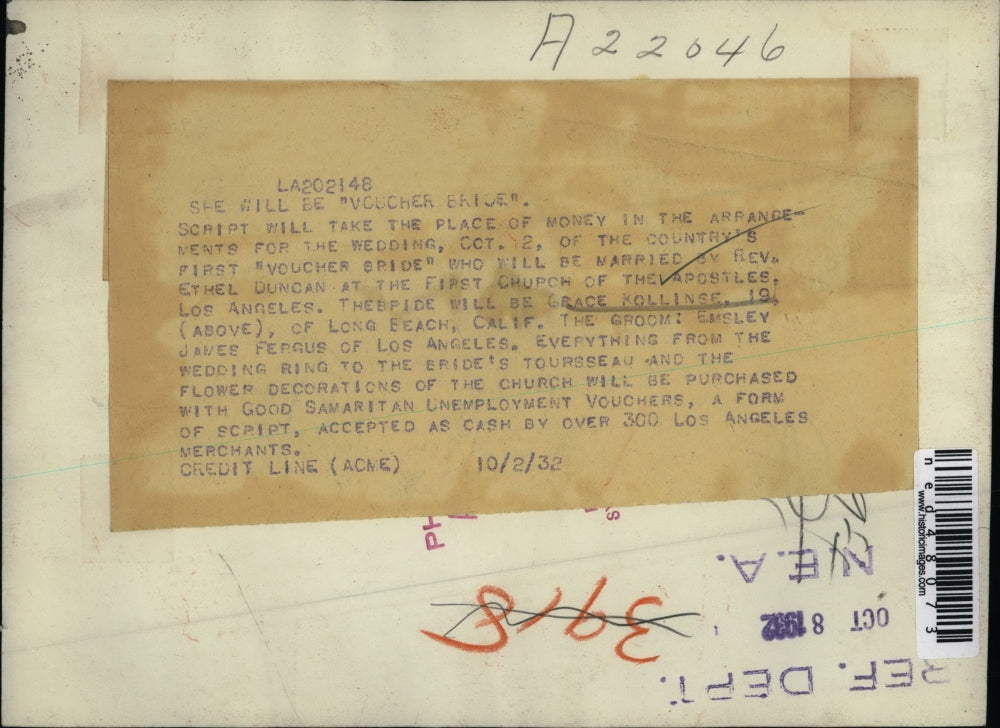 A22046
LA202148
SHE WILL BE "VOUCHER BRIDE".
SCRIPT WILL TAKE THE PLACE OF MONEY IN THE ARRANGE-
MENTS FOR THE WEDDING, OCT. 2, OF THE COUNTRY'S
FIRST "VOUCHER BRIDE" WHO WILL BE MARRIED BY REV.
ETHEL DUNCAN AT THE FIRST CHURCH OF THE APOSTLES,
LOS ANGELES. THEBRIDE WILL BE GRACE KOLLINSE, 19,
(ABOVE), OF LONG BEACH, CALIF. THE GROOM: EMSLEY
JAMES FERGUS OF LOS ANGELES. EVERYTHING FROM THE
WEDDING RING TO THE BRIDE'S TOURSSEAU AND THE
FLOWER DECORATIONS OF THE CHURCH WILL BE PURCHASED
WITH GOOD SAMARITAN UNEMPLOYMENT VOUCHERS, A FORM
OF SCRIPT, ACCEPTED AS CASH BY OVER 300 LOS ANGELES
MERCHANTS.
CREDIT LINE (ACME) 10/2/32
PH
N.E.A.
OCT 8 1932
REF. DEPT.
3918
ned48073
www.historicimages.com